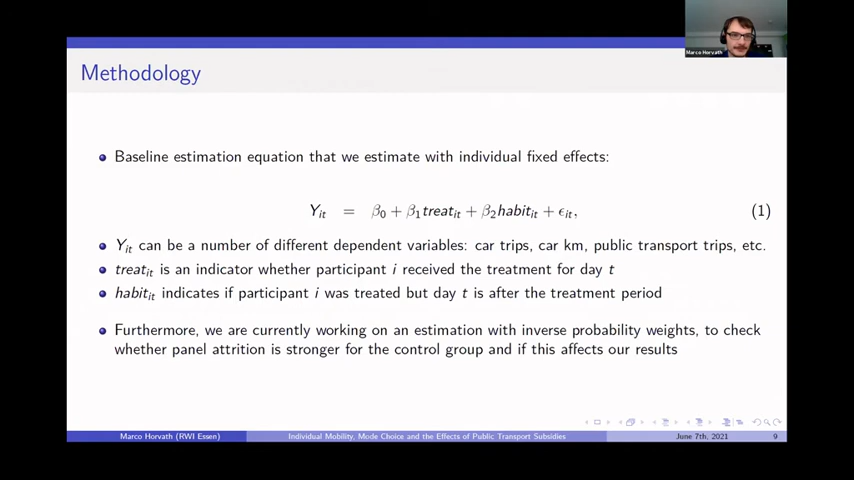 Marco Horvath
Methodology
Baseline estimation equation that we estimate with individual fixed effects:
Y_it = β_0 + β_1 treat_it + β_2 habit_it + ϵ_it, (1)
Y_it can be a number of different dependent variables: car trips, car km, public transport trips, etc.
treat_it is an indicator whether participant i received the treatment for day t
habit_it indicates if participant i was treated but day t is after the treatment period
Furthermore, we are currently working on an estimation with inverse probability weights, to check
whether panel attrition is stronger for the control group and if this affects our results
Marco Horvath (RWI Essen) Individual Mobility, Mode Choice and the Effects of Public Transport Subsidies June 7th, 2021 9